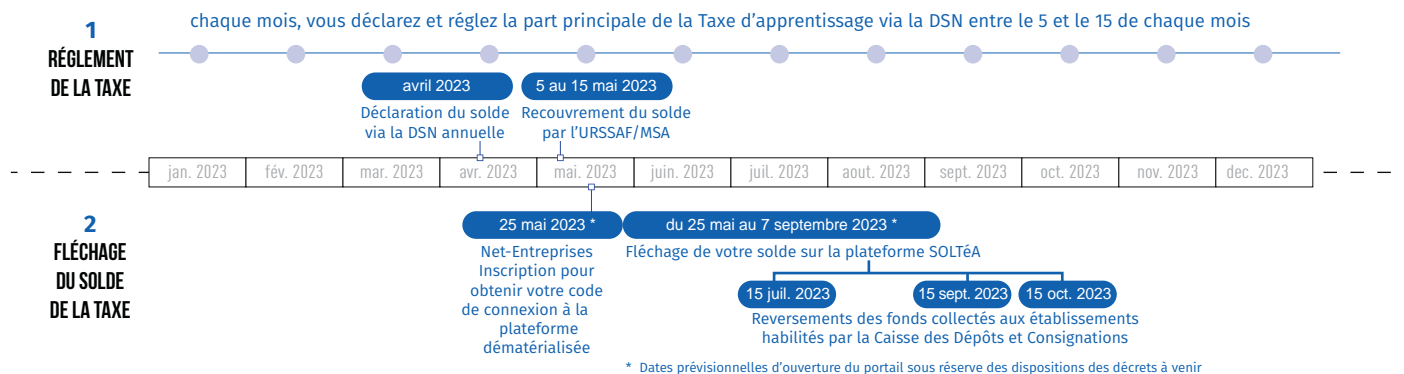 chaque mois, vous déclarez et réglez la part principale de la Taxe d'apprentissage via la DSN entre le 5 et le 15 de chaque mois
1
RÉGLEMENT
DE LA TAXE
avril 2023
Déclaration du solde
via la DSN annuelle
5 au 15 mai 2023
Recouvrement du solde
par l'URSSAF/MSA
jan. 2023 fév. 2023 mar. 2023 avr. 2023 mai. 2023 juin. 2023 juil. 2023 aout. 2023 sept. 2023 oct. 2023 nov. 2023 dec. 2023
2
FLÉCHAGE
DU SOLDE
DE LA TAXE
25 mai 2023 *
Net-Entreprises
Inscription pour
obtenir votre code
de connexion à la
plateforme
dématérialisée
du 25 mai au 7 septembre 2023 *
Fléchage de votre solde sur la plateforme SOLTéA
15 juil. 2023 15 sept. 2023 15 oct. 2023
Reversements des fonds collectés aux établissements
habilités par la Caisse des Dépôts et Consignations
* Dates prévisionnelles d'ouverture du portail sous réserve des dispositions des décrets à venir